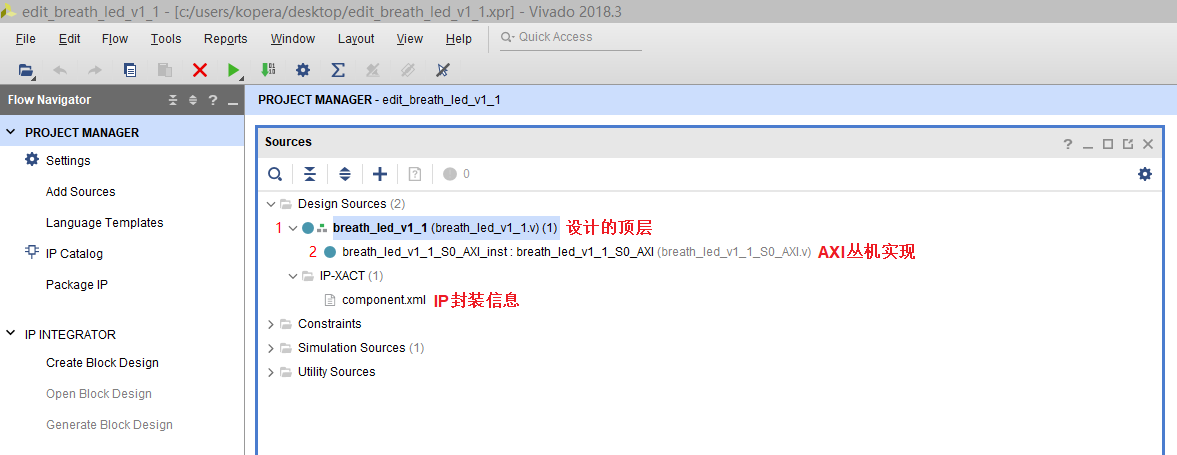 edit_breath_led_v1_1 - [c:/users/kopera/desktop/edit_breath_led_v1_1.xpr] - Vivado 2018.3
File Edit Flow Tools Reports Window Layout View Help Quick Access
Flow Navigator
PROJECT MANAGER - edit_breath_led_v1_1
PROJECT MANAGER
Settings
Add Sources
Language Templates
IP Catalog
Package IP
IP INTEGRATOR
Create Block Design
Open Block Design
Generate Block Design
Sources
0
Design Sources (2)
1 breath_led_v1_1 (breath_led_v1_1.v) (1) 设计的顶层
2 breath_led_v1_1_S0_AXI_inst : breath_led_v1_1_S0_AXI (breath_led_v1_1_S0_AXI.v) AXI丛机实现
IP-XACT (1)
component.xml IP封装信息
Constraints
Simulation Sources (1)
Utility Sources